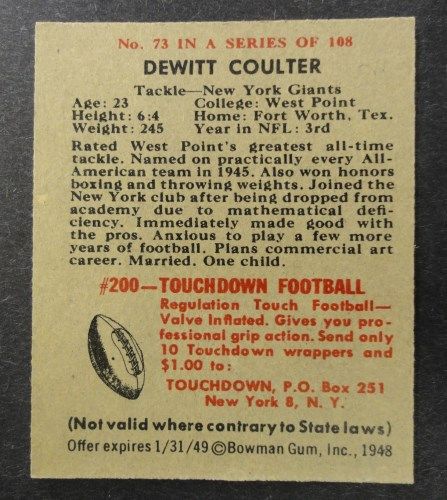 No. 73 IN A SERIES OF 108
DEWITT COULTER
Tackle—New York Giants
Age: 23 College: West Point
Height: 6:4 Home: Fort Worth, Tex.
Weight: 245 Year in NFL: 3rd
Rated West Point's greatest all-time
tackle. Named on practically every All-
American team in 1945. Also won honors
boxing and throwing weights. Joined the
New York club after being dropped from
academy due to mathematical defi-
ciency. Immediately made good with
the pros. Anxious to play a few more
years of football. Plans commercial art
career. Married. One child.
#200—TOUCHDOWN FOOTBALL
Regulation Touch Football—
Valve Inflated. Gives you pro-
fessional grip action. Send only
10 Touchdown wrappers and
$1.00 to:
TOUCHDOWN, P.O. Box 251
New York 8, N. Y.
(Not valid where contrary to State laws)
Offer expires 1/31/49 ©Bowman Gum, Inc., 1948